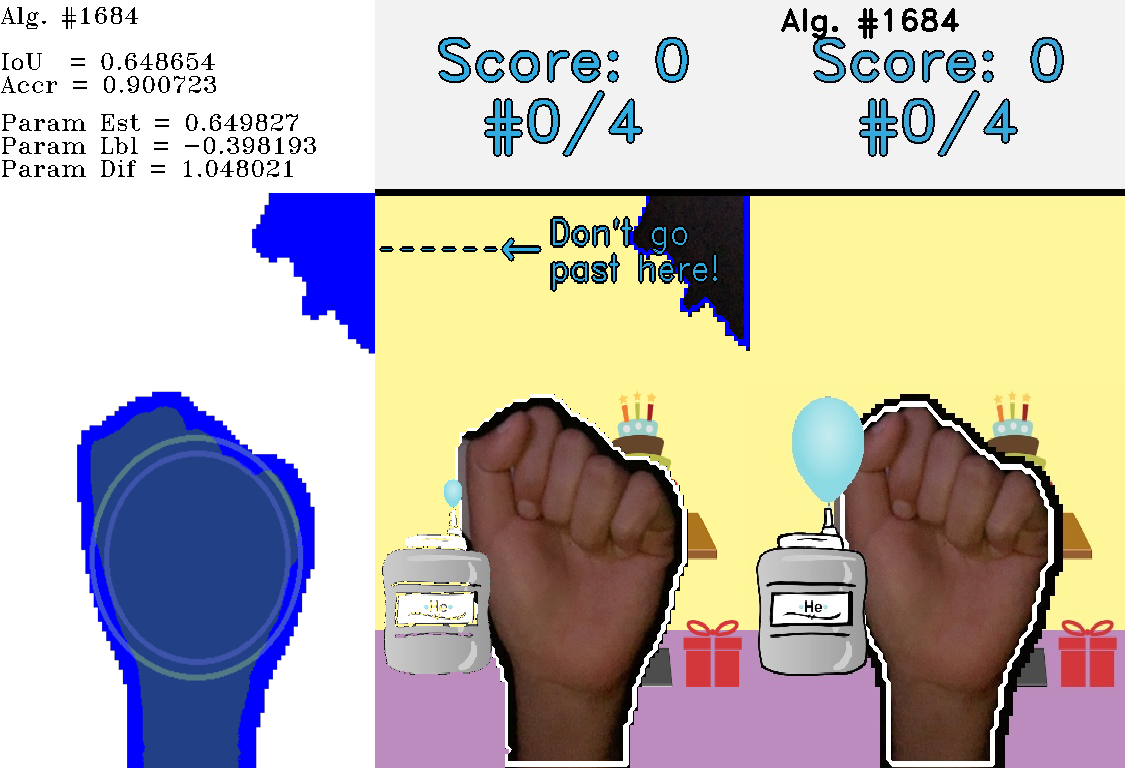 Alg. #1684
IoU = 0.648654
Accr = 0.900723
Param Est = 0.649827
Param Lbl = −0.398193
Param Dif = 1.048021
Score: 0
#0/4
Don't go
past here!
He
Alg. #1684
Score: 0
#0/4
He